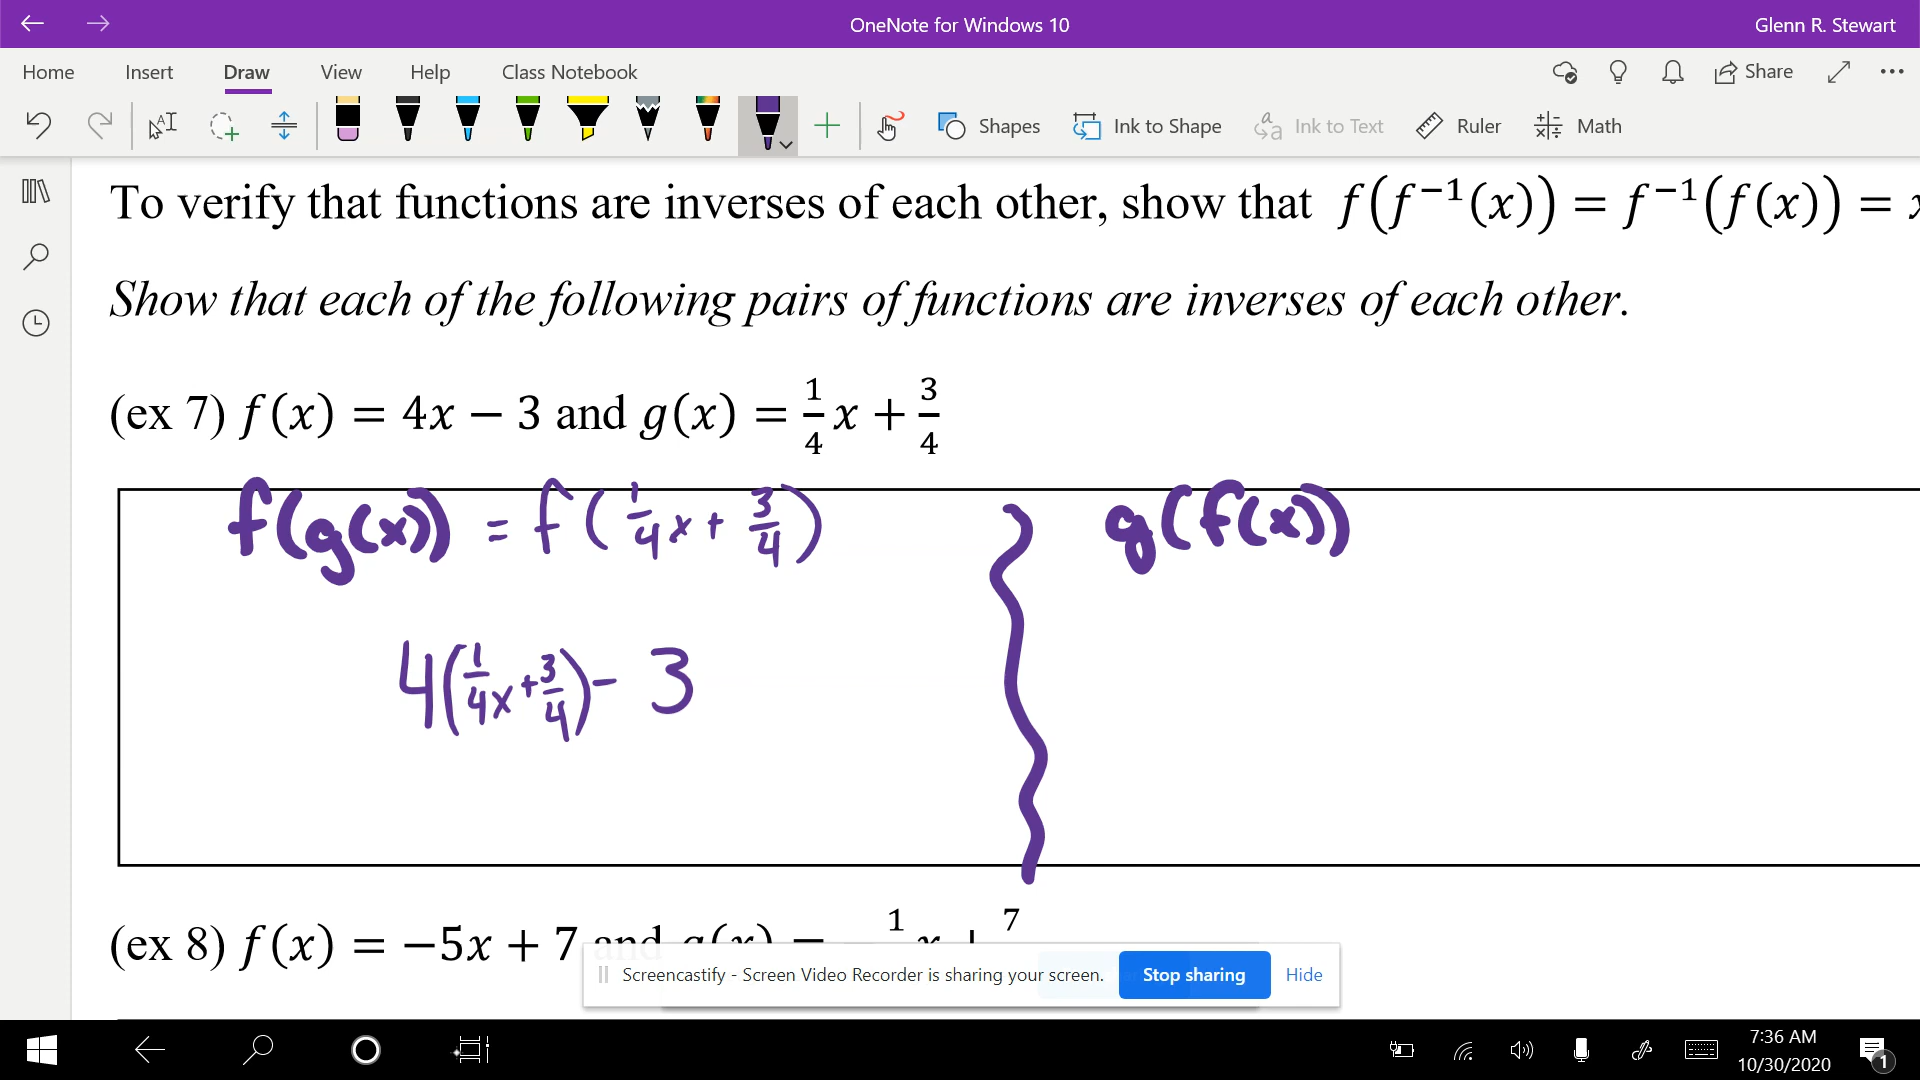 OneNote for Windows 10
Glenn R. Stewart
Home Insert Draw View Help Class Notebook Share
Shapes Ink to Shape Ink to Text Ruler Math
To verify that functions are inverses of each other, show that f(f⁻¹(x)) = f⁻¹(f(x)) =
Show that each of the following pairs of functions are inverses of each other.
(ex 7) f(x) = 4x − 3 and g(x) = 1/4 x + 3/4
f(g(x)) = f(1/4 x + 3/4) g(f(x))
4(1/4 x + 3/4) − 3
(ex 8) f(x) = −5x + 7 and
Screencastify - Screen Video Recorder is sharing your screen. Stop sharing Hide
7:36 AM
10/30/2020
1